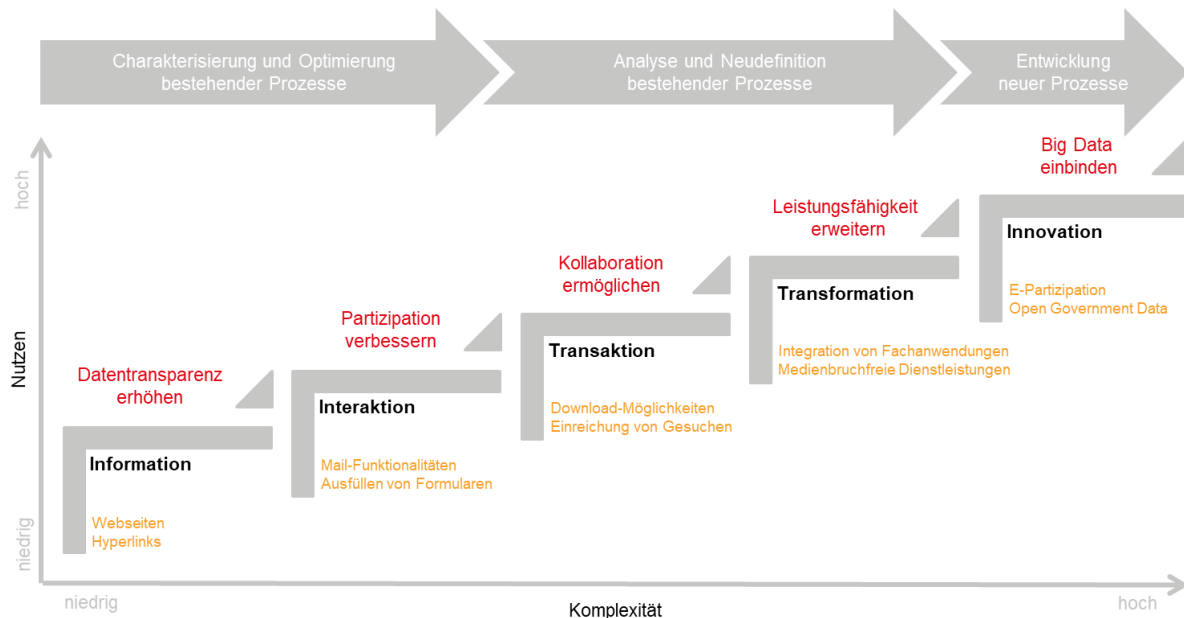 Charakterisierung und Optimierung
bestehender Prozesse
Analyse und Neudefinition
bestehender Prozesse
Entwicklung
neuer Prozesse
Nutzen
hoch
niedrig
Datentransparenz
erhöhen
Information
Webseiten
Hyperlinks
Partizipation
verbessern
Interaktion
Mail-Funktionalitäten
Ausfüllen von Formularen
Kollaboration
ermöglichen
Transaktion
Download-Möglichkeiten
Einreichung von Gesuchen
Leistungsfähigkeit
erweitern
Transformation
Integration von Fachanwendungen
Medienbruchfreie Dienstleistungen
Big Data
einbinden
Innovation
E-Partizipation
Open Government Data
niedrig
Komplexität
hoch